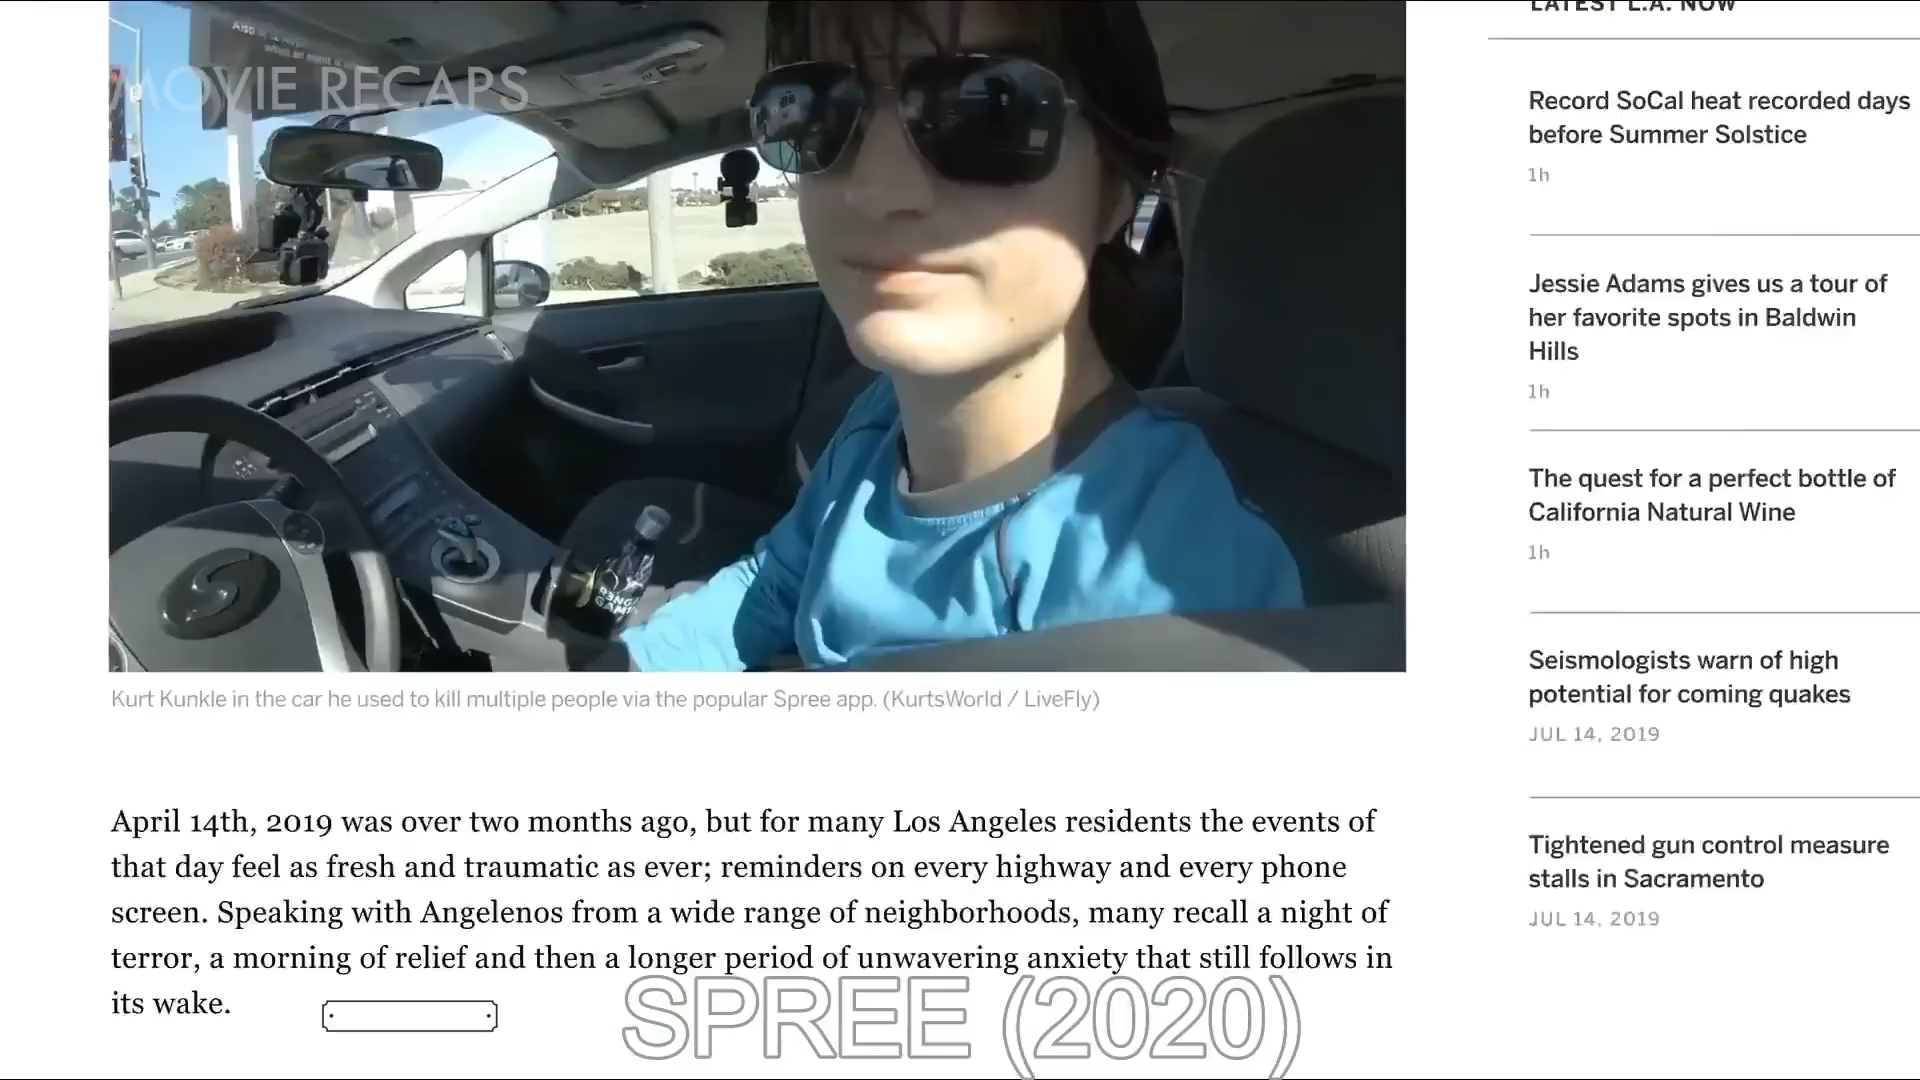 MOVIE RECAPS
Kurt Kunkle in the car he used to kill multiple people via the popular Spree app. (KurtsWorld / LiveFly)
April 14th, 2019 was over two months ago, but for many Los Angeles residents the events of
that day feel as fresh and traumatic as ever; reminders on every highway and every phone
screen. Speaking with Angelenos from a wide range of neighborhoods, many recall a night of
terror, a morning of relief and then a longer period of unwavering anxiety that still follows in
its wake.
SPREE (2020)
LATEST L.A. NOW
Record SoCal heat recorded days
before Summer Solstice
1h
Jessie Adams gives us a tour of
her favorite spots in Baldwin
Hills
1h
The quest for a perfect bottle of
California Natural Wine
1h
Seismologists warn of high
potential for coming quakes
JUL 14, 2019
Tightened gun control measure
stalls in Sacramento
JUL 14, 2019